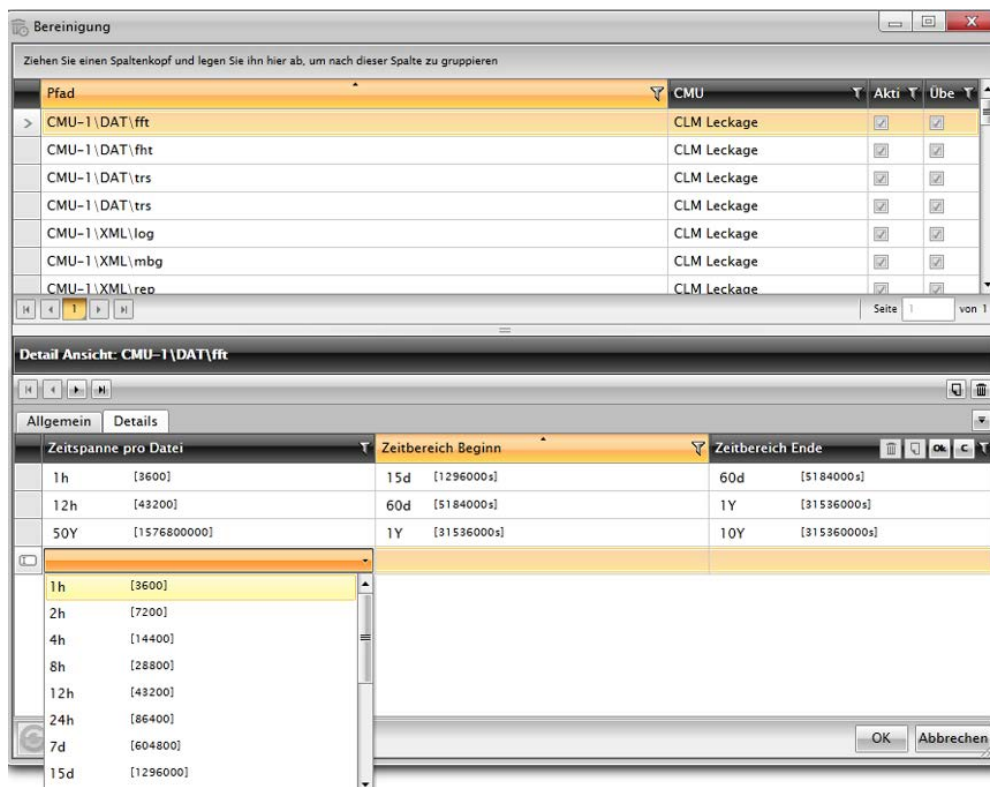 Bereinigung
Ziehen Sie einen Spaltenkopf und legen Sie ihn hier ab, um nach dieser Spalte zu gruppieren
Pfad CMU Akti Übe
CMU-1\DAT\fft CLM Leckage
CMU-1\DAT\fht CLM Leckage
CMU-1\DAT\trs CLM Leckage
CMU-1\DAT\trs CLM Leckage
CMU-1\XML\log CLM Leckage
CMU-1\XML\mbg CLM Leckage
CMU-1\XML\rep CLM Leckage
1 Seite 1 von 1
Detail Ansicht: CMU-1\DAT\fft
Allgemein Details
Zeitspanne pro Datei Zeitbereich Beginn Zeitbereich Ende Ok C
1h [3600] 15d [1296000s] 60d [5184000s]
12h [43200] 60d [5184000s] 1Y [31536000s]
50Y [1576800000] 1Y [31536000s] 10Y [315360000s]
1h [3600]
2h [7200]
4h [14400]
8h [28800]
12h [43200]
24h [86400]
7d [604800]
15d [1296000]
OK Abbrechen